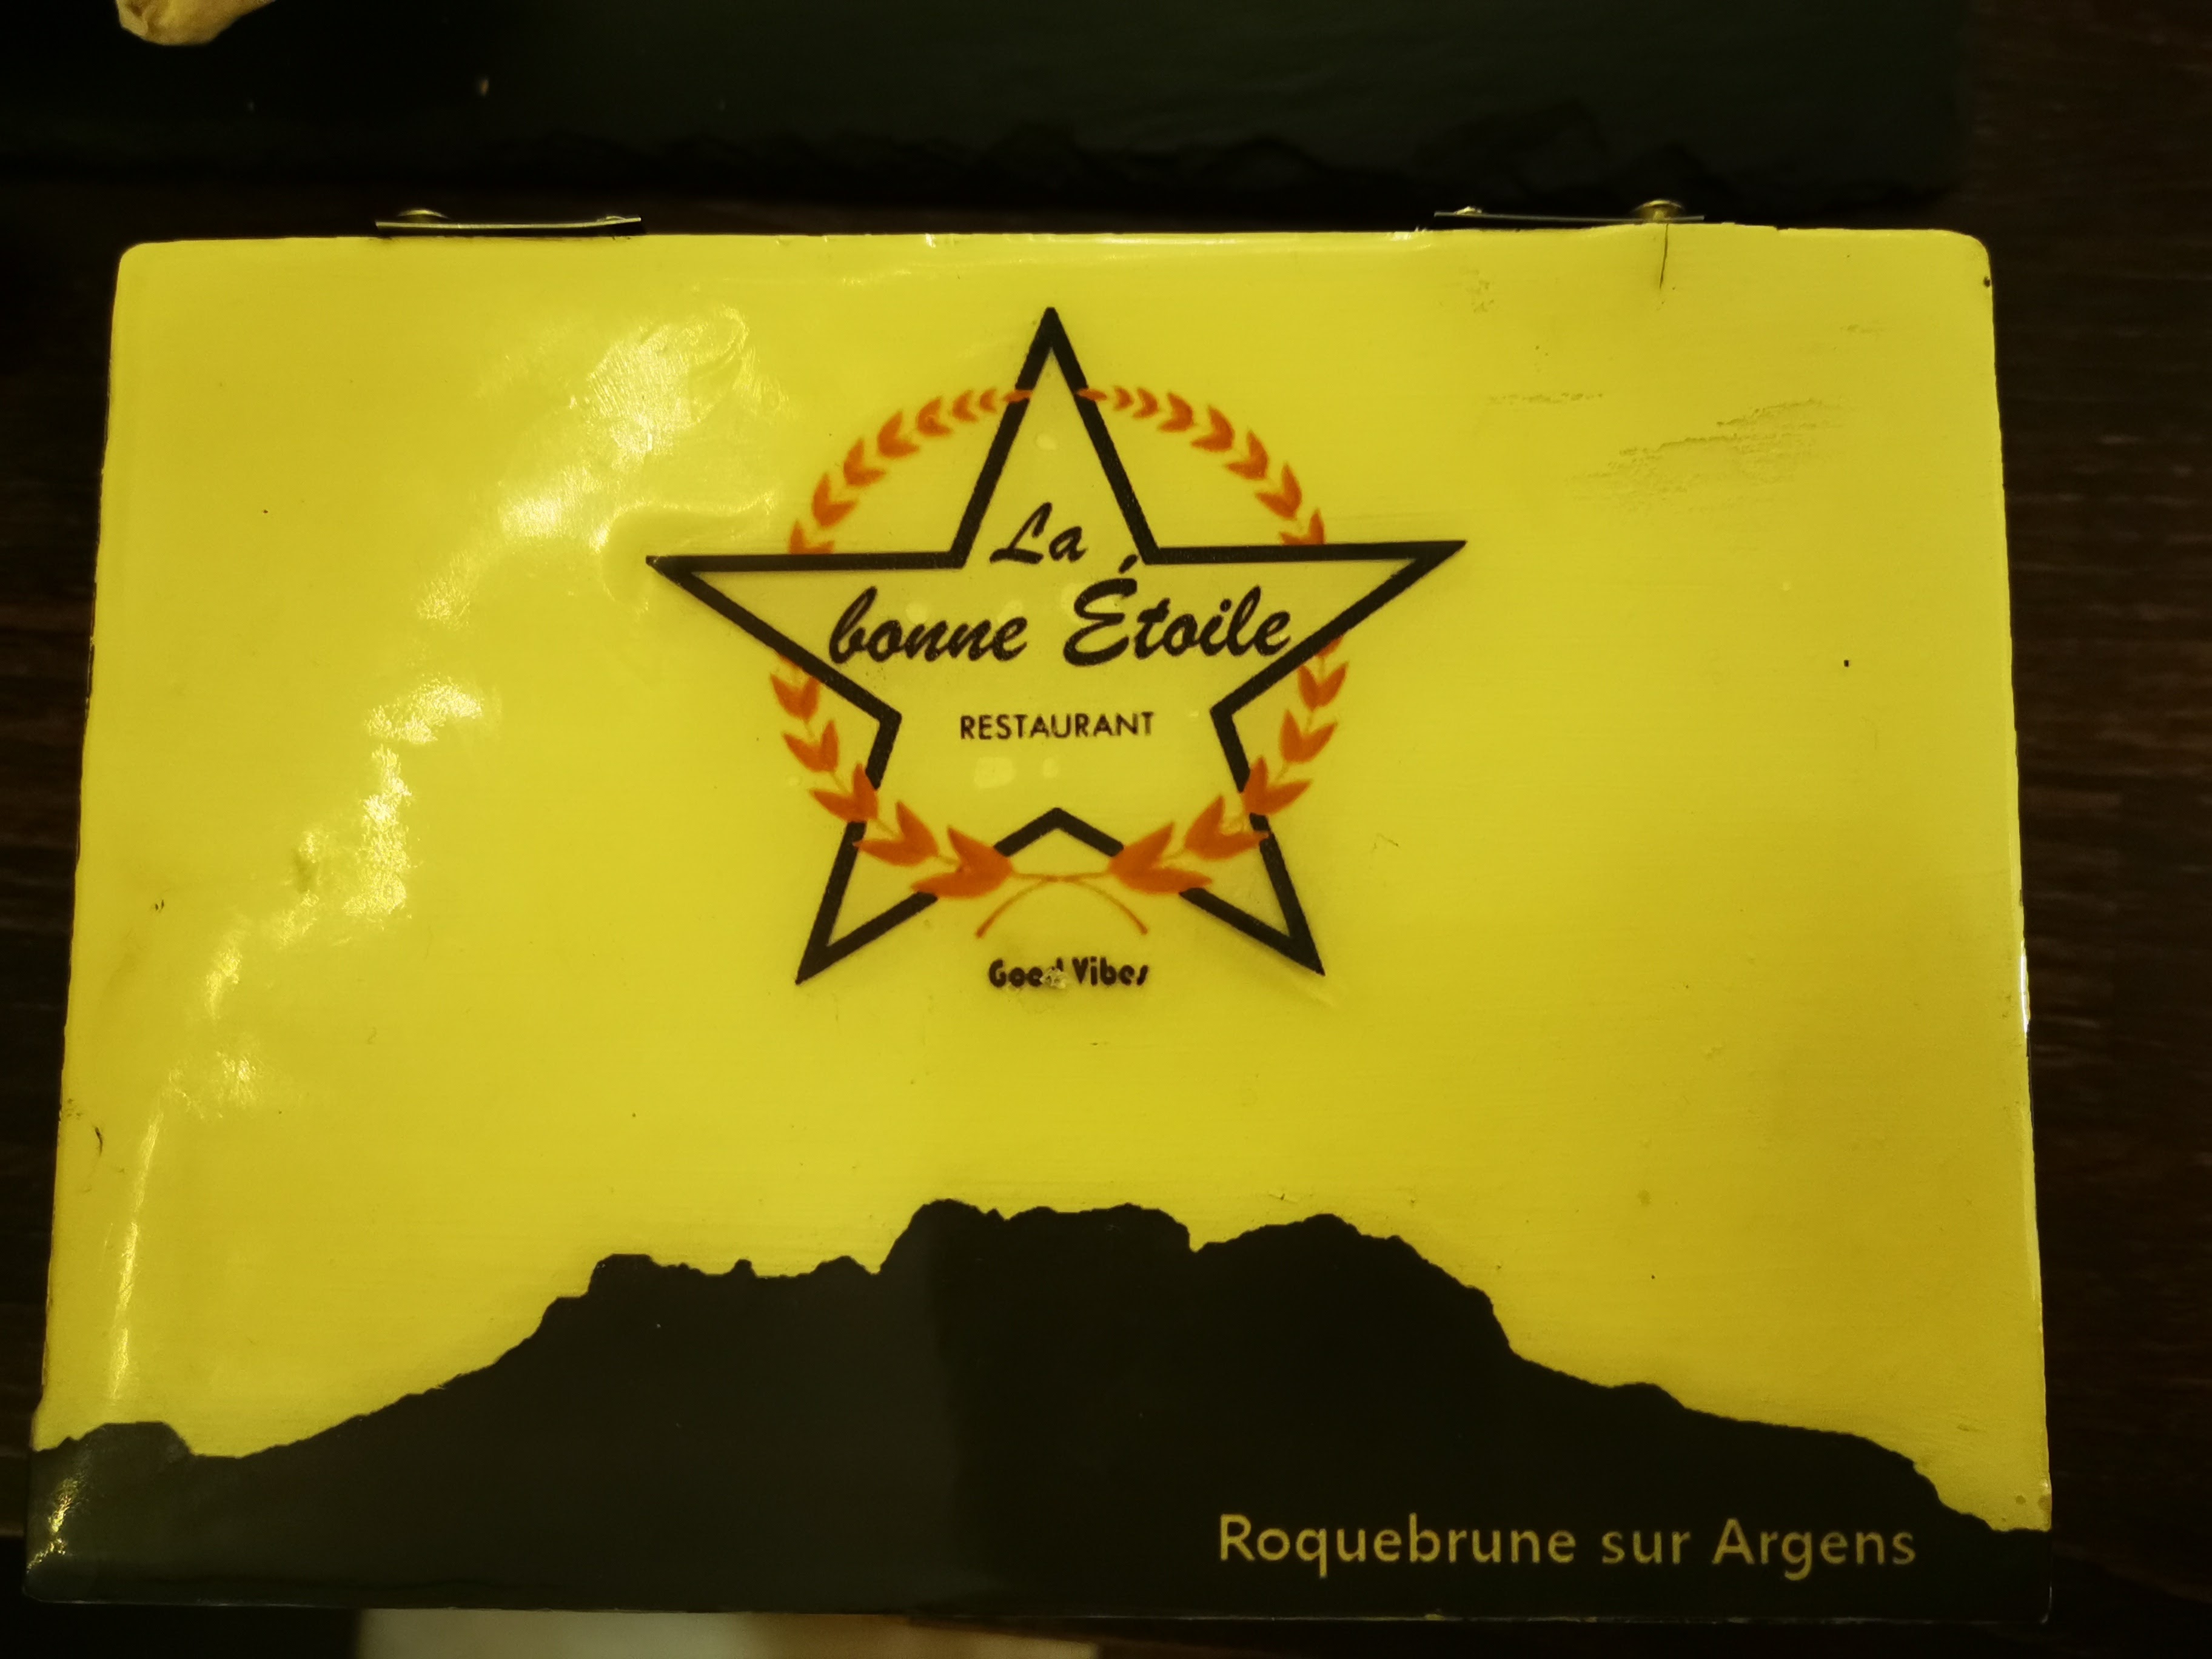 La
bonne Étoile
RESTAURANT
Good Vibes
Roquebrune sur Argens